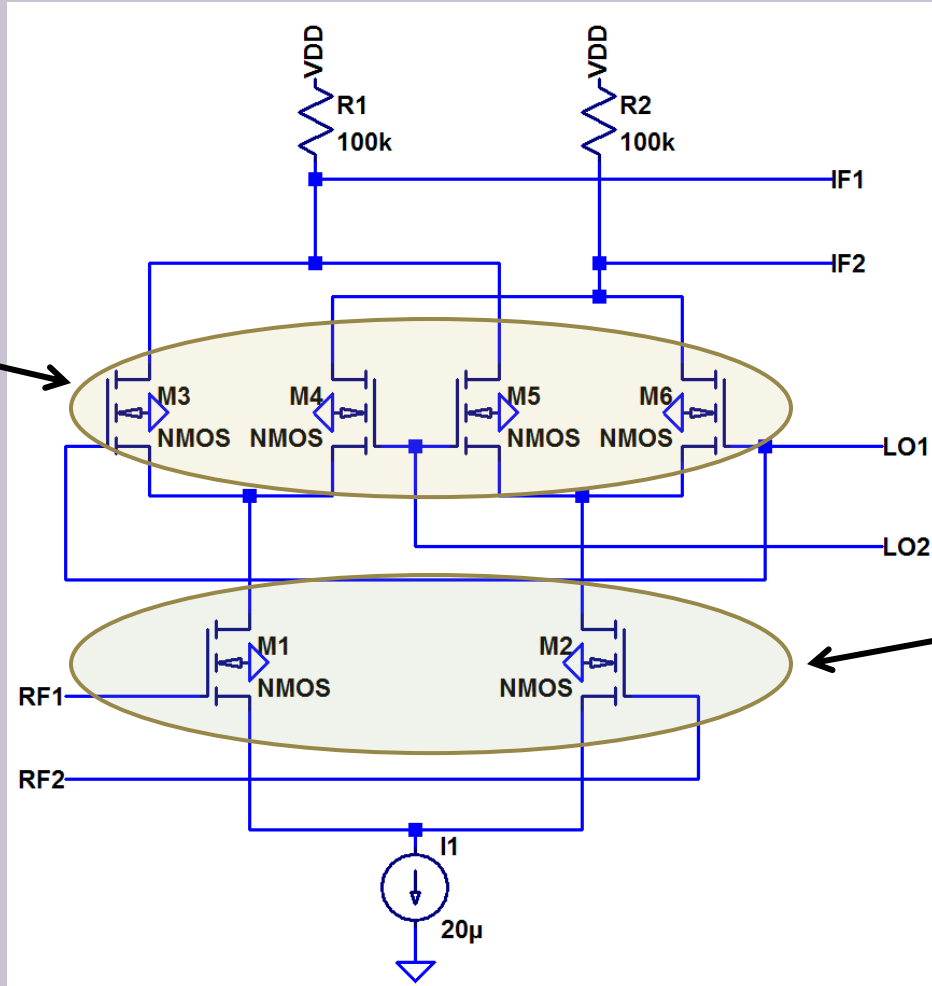 VDD
VDD
R1
100k
R2
100k
IF1
IF2
M3
NMOS
M4
NMOS
M5
NMOS
M6
NMOS
LO1
LO2
M1
NMOS
M2
NMOS
RF1
RF2
I1
20µ